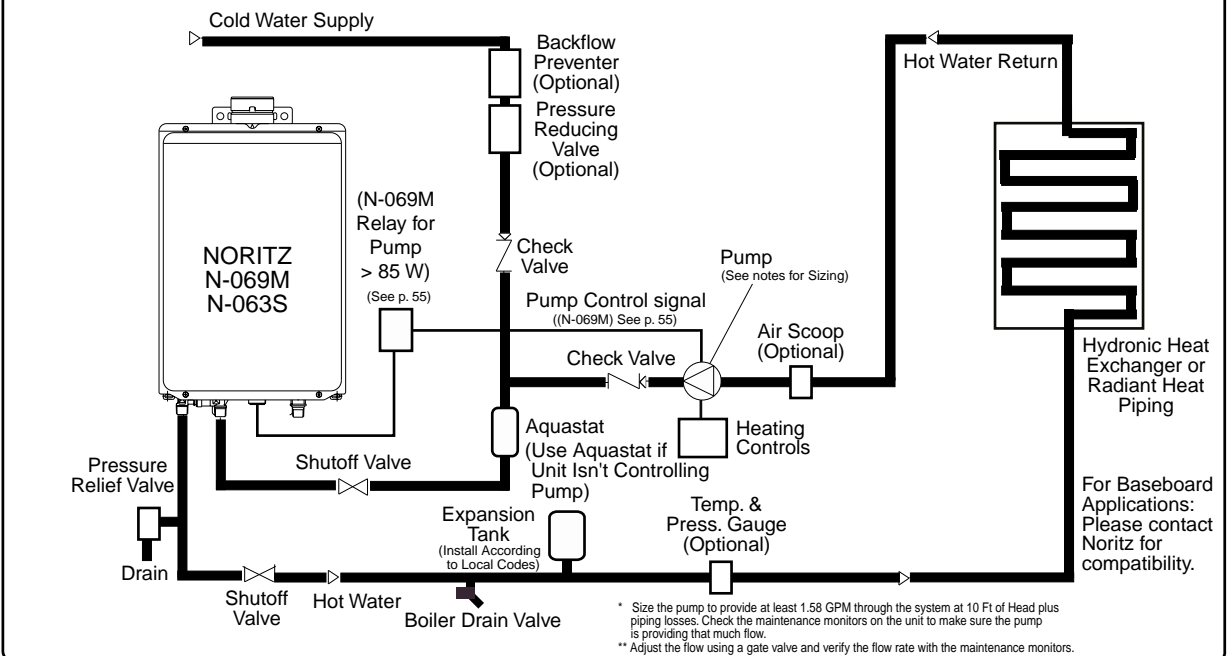 Cold Water Supply
Backflow
Preventer
(Optional)
Pressure
Reducing
Valve
(Optional)
Hot Water Return
NORITZ
N-069M
N-063S
(N-069M
Relay for
Pump
> 85 W)
(See p. 55)
Check
Valve
Pump
(See notes for Sizing)
Pump Control signal
((N-069M) See p. 55)
Air Scoop
(Optional)
Check Valve
Hydronic Heat
Exchanger or
Radiant Heat
Piping
Heating
Controls
Aquastat
(Use Aquastat if
Unit Isn't Controlling
Pump)
Shutoff Valve
Pressure
Relief Valve
Drain
Expansion
Tank
(Install According
to Local Codes)
Temp. &
Press. Gauge
(Optional)
For Baseboard
Applications:
Please contact
Noritz for
compatibility.
Shutoff
Valve
Hot Water
Boiler Drain Valve
* Size the pump to provide at least 1.58 GPM through the system at 10 Ft of Head plus
piping losses. Check the maintenance monitors on the unit to make sure the pump
is providing that much flow.
** Adjust the flow using a gate valve and verify the flow rate with the maintenance monitors.